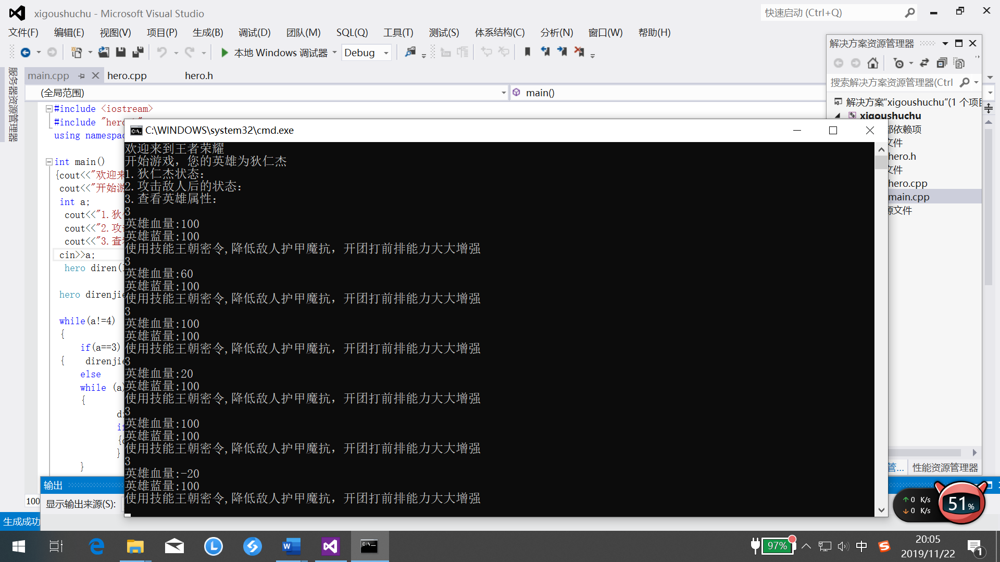 xigoushuchu - Microsoft Visual Studio
快速启动 (Ctrl+Q)
文件(F) 编辑(E) 视图(V) 项目(P) 生成(B) 调试(D) 团队(M) SQL(Q) 工具(T) 测试(S) 体系结构(C) 分析(N) 窗口(W) 帮助(H)
本地 Windows 调试器 Debug
服务器资源管理器
main.cpp hero.cpp hero.h
(全局范围) main()
#include <iostream>
#include "hero
using namespac
int main()
{cout<<"欢迎来
cout<<"开始游
int a;
cout<<"1.狄
cout<<"2.攻击
cout<<"3.查看
cin>>a;
hero diren(
hero direnjie
while(a!=4)
{
if(a==3)
{ direnjie
else
while (a)
{
di
if
{c
}
}
C:\WINDOWS\system32\cmd.exe
欢迎来到王者荣耀
开始游戏，您的英雄为狄仁杰
1.狄仁杰状态：
2.攻击敌人后的状态：
3.查看英雄属性：
3
英雄血量:100
英雄蓝量:100
使用技能王朝密令,降低敌人护甲魔抗，开团打前排能力大大增强
3
英雄血量:60
英雄蓝量:100
使用技能王朝密令,降低敌人护甲魔抗，开团打前排能力大大增强
3
英雄血量:100
英雄蓝量:100
使用技能王朝密令,降低敌人护甲魔抗，开团打前排能力大大增强
3
英雄血量:20
英雄蓝量:100
使用技能王朝密令,降低敌人护甲魔抗，开团打前排能力大大增强
3
英雄血量:100
英雄蓝量:100
使用技能王朝密令,降低敌人护甲魔抗，开团打前排能力大大增强
3
英雄血量:-20
英雄蓝量:100
使用技能王朝密令,降低敌人护甲魔抗，开团打前排能力大大增强
解决方案资源管理器
搜索解决方案资源管理器(Ctrl
解决方案“xigoushuchu”(1 个项目
xigoushuchu
部依赖项
文件
hero.h
文件
hero.cpp
main.cpp
源文件
管... 性能资源管理器
输出
100
显示输出来源(S):
生成成功
0 K/s
0 K/s
51%
97%
中
20:05
2019/11/22
1